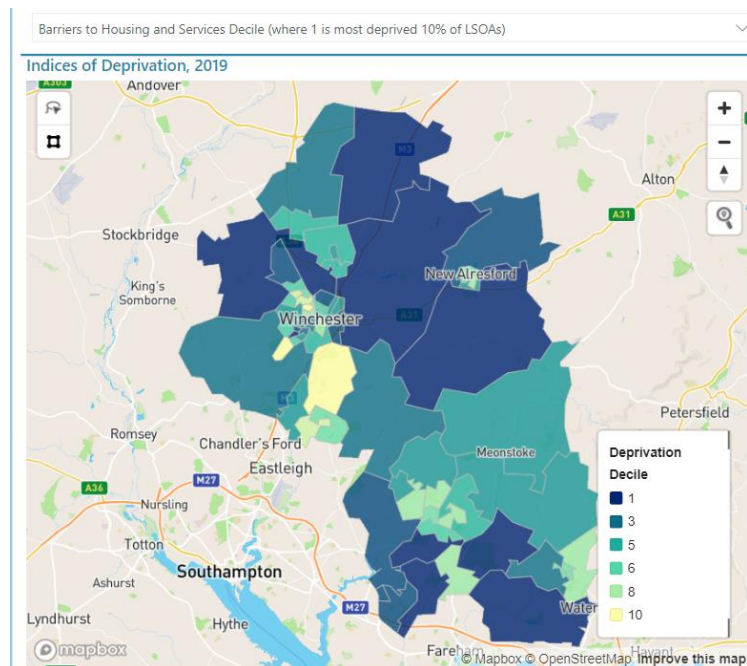 Barriers to Housing and Services Decile (where 1 is most deprived 10% of LSOAs)
Indices of Deprivation, 2019
A303
Andover
M3
Alton
A31
Stockbridge
King's
Somborne
New Alresford
Winchester
A31
Petersfield
Romsey
Chandler's Ford
Meonstoke
Eastleigh
M27
A36
Nursling
Totton
Ashurst
Southampton
M27
Lyndhurst
Hythe
Fareham
Water
Havant
Deprivation
Decile
1
3
5
6
8
10
mapbox
© Mapbox © OpenStreetMap Improve this map